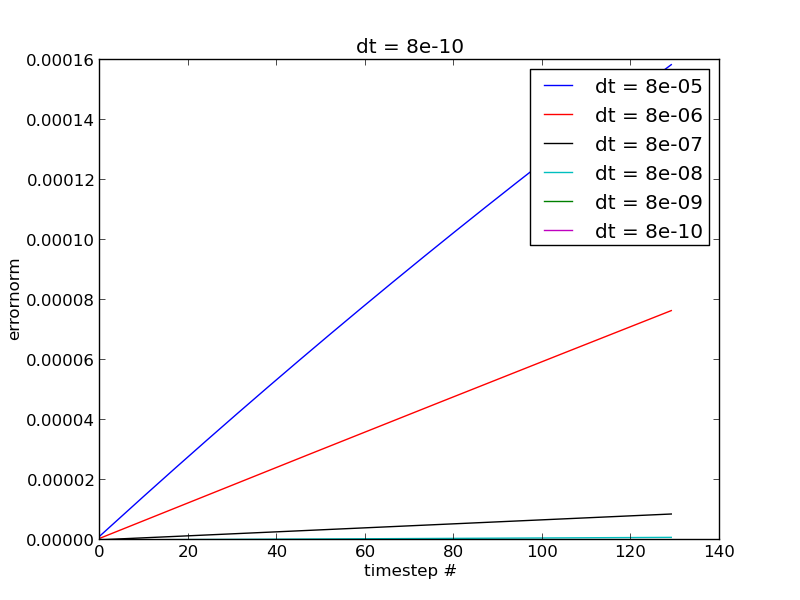 dt = 8e-10
0.00016
0.00014
0.00012
0.00010
0.00008
0.00006
0.00004
0.00002
0.00000
errornorm
dt = 8e-05
dt = 8e-06
dt = 8e-07
dt = 8e-08
dt = 8e-09
dt = 8e-10
0 20 40 60 80 100 120 140
timestep #